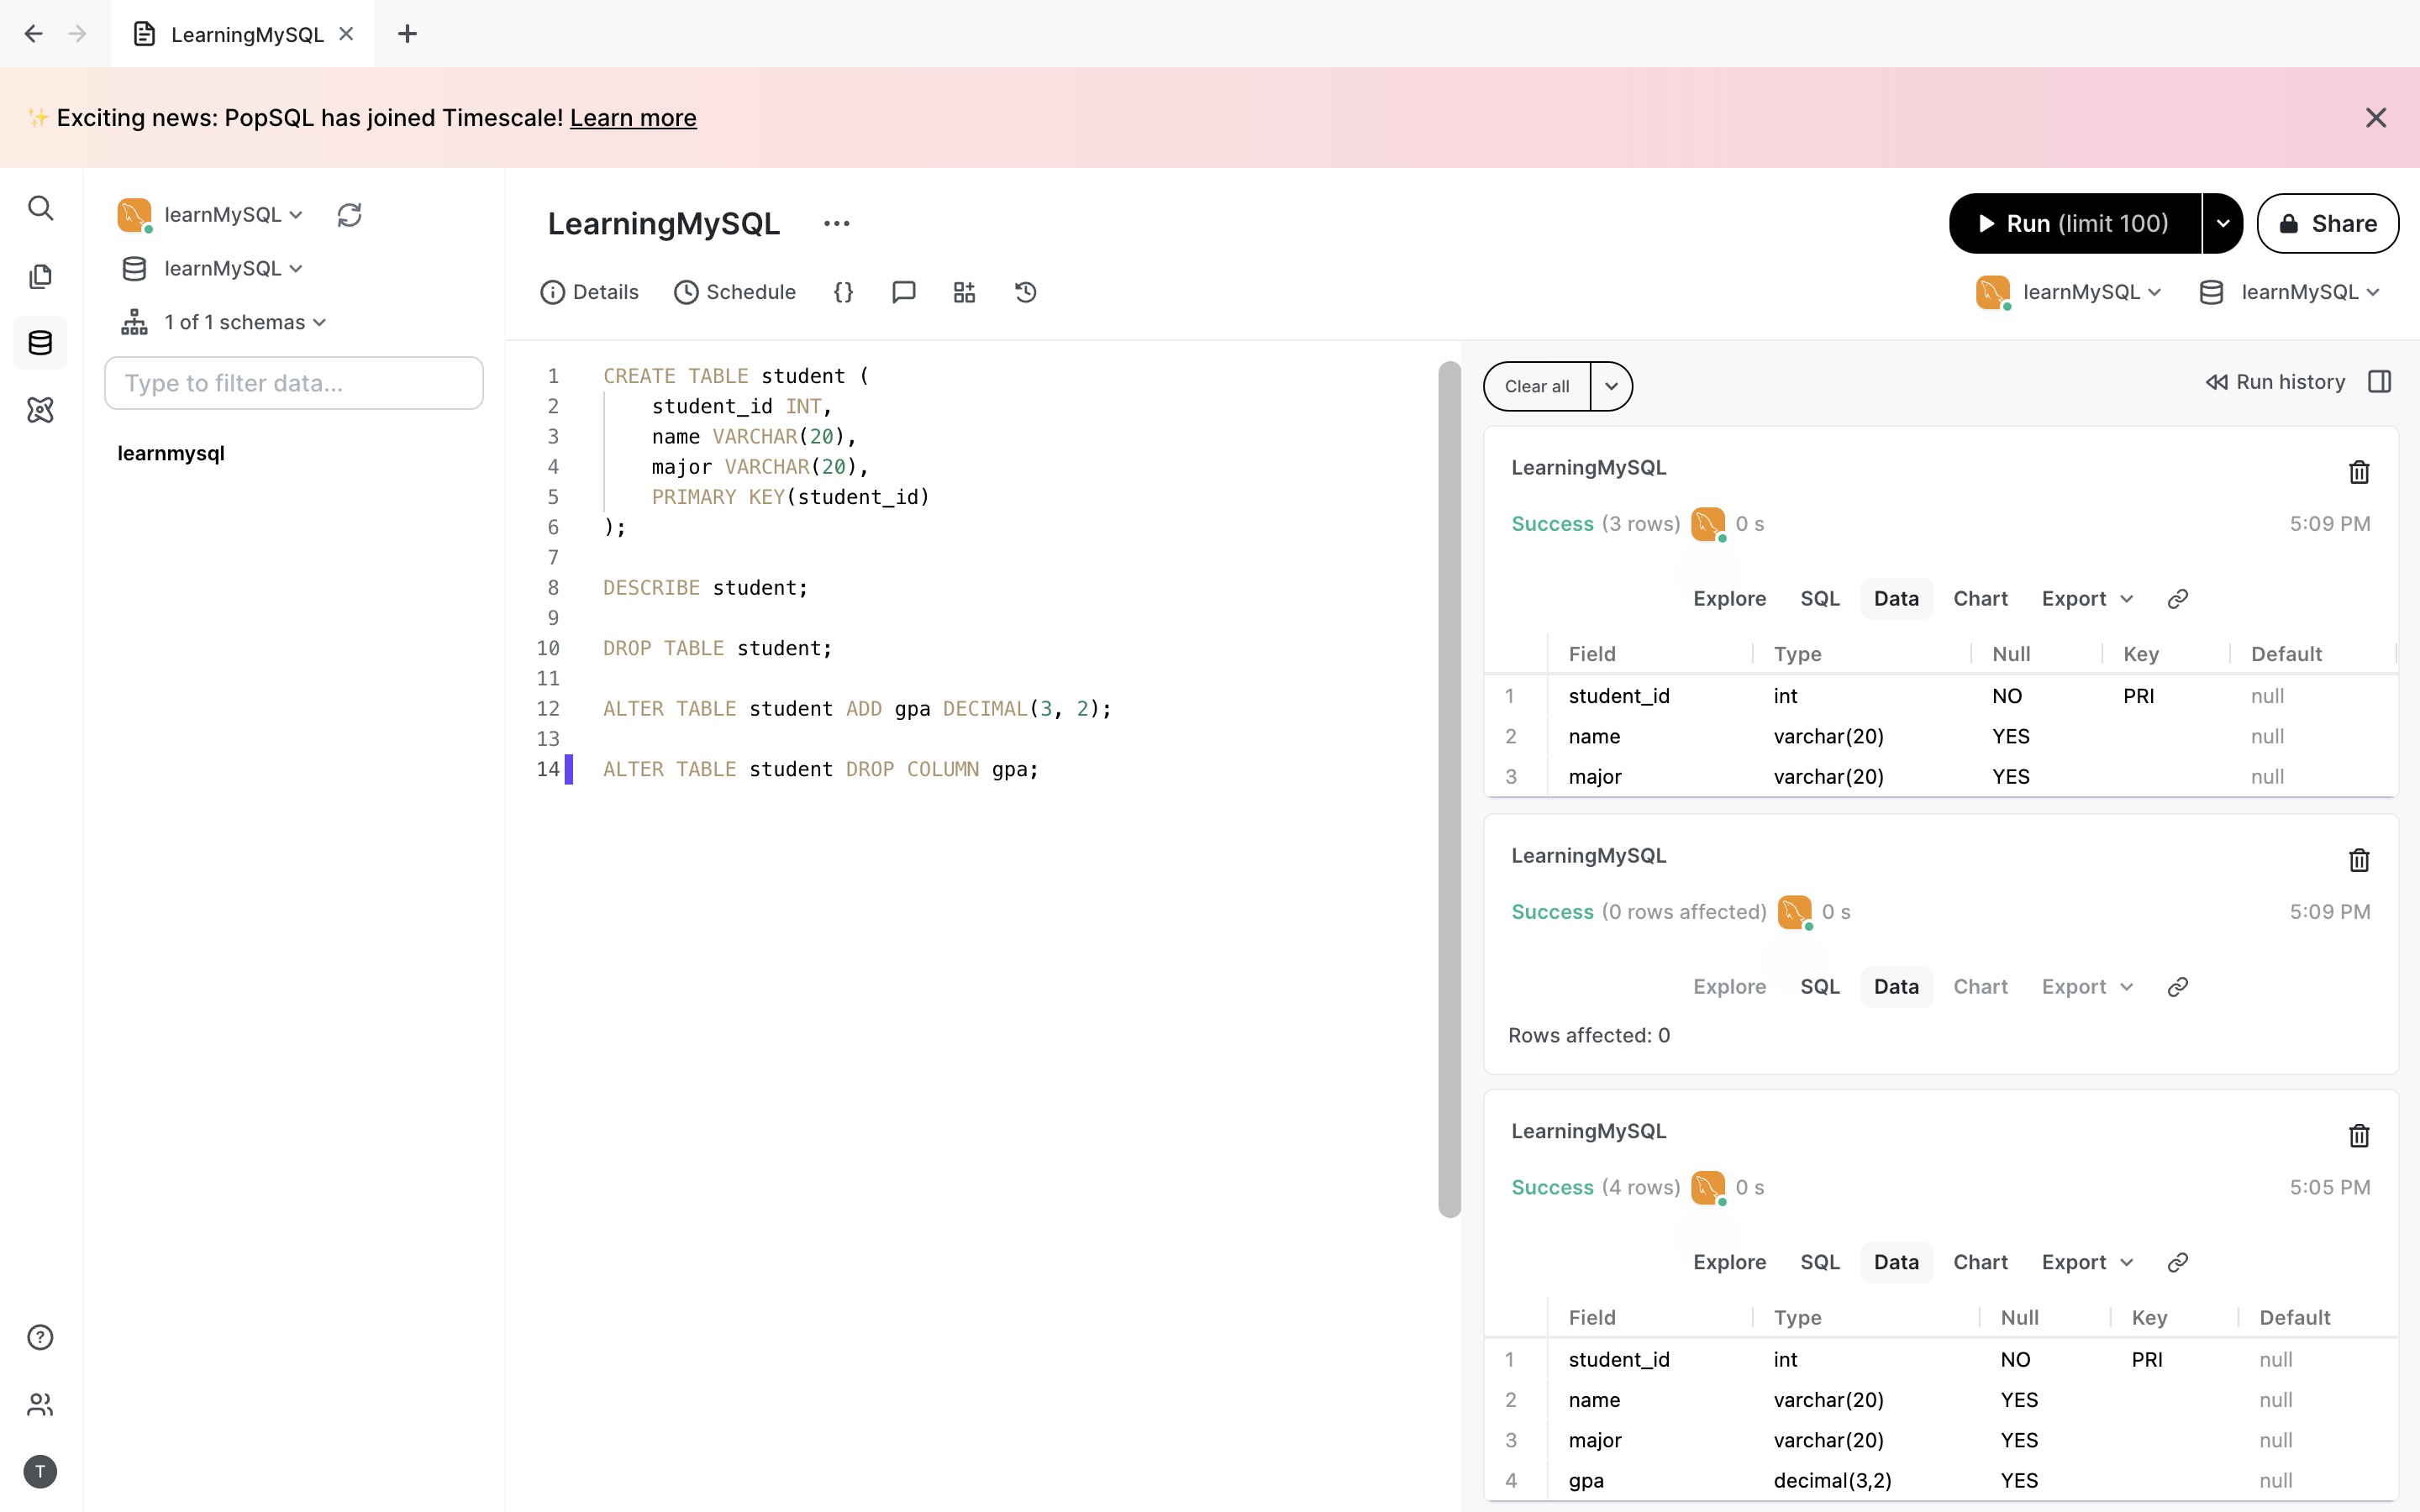 LearningMySQL
✨ Exciting news: PopSQL has joined Timescale! Learn more
learnMySQL
learnMySQL
1 of 1 schemas
Type to filter data...
learnmysql
T
LearningMySQL ...
Run (limit 100)
Share
Details Schedule {}
learnMySQL learnMySQL
1 CREATE TABLE student (
2 student_id INT,
3 name VARCHAR(20),
4 major VARCHAR(20),
5 PRIMARY KEY(student_id)
6 );
7
8 DESCRIBE student;
9
10 DROP TABLE student;
11
12 ALTER TABLE student ADD gpa DECIMAL(3, 2);
13
14 ALTER TABLE student DROP COLUMN gpa;
Clear all
Run history
LearningMySQL
Success (3 rows) 0 s 5:09 PM
Explore SQL Data Chart Export
Field Type Null Key Default
1 student_id int NO PRI null
2 name varchar(20) YES null
3 major varchar(20) YES null
LearningMySQL
Success (0 rows affected) 0 s 5:09 PM
Explore SQL Data Chart Export
Rows affected: 0
LearningMySQL
Success (4 rows) 0 s 5:05 PM
Explore SQL Data Chart Export
Field Type Null Key Default
1 student_id int NO PRI null
2 name varchar(20) YES null
3 major varchar(20) YES null
4 gpa decimal(3,2) YES null